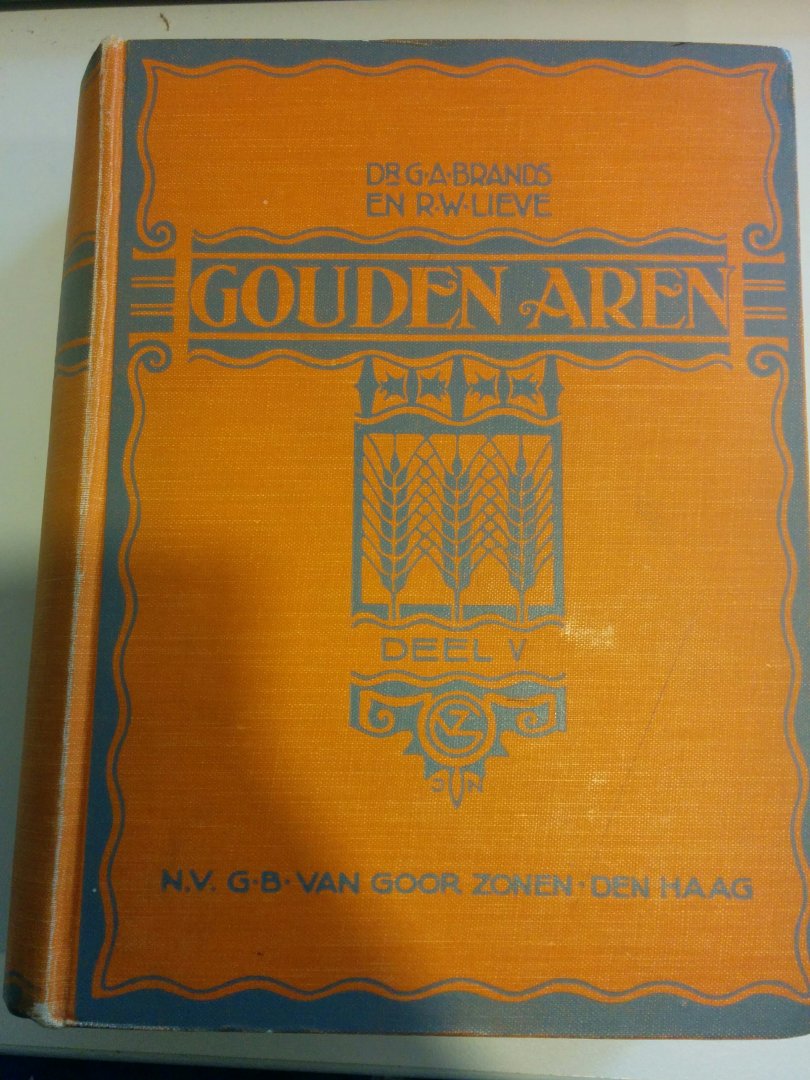 DR G·A·BRANDS
EN R·W·LIEVE
GOUDEN AREN
DEEL V
J N
N.V. G·B·VAN GOOR ZONEN·DEN HAAG